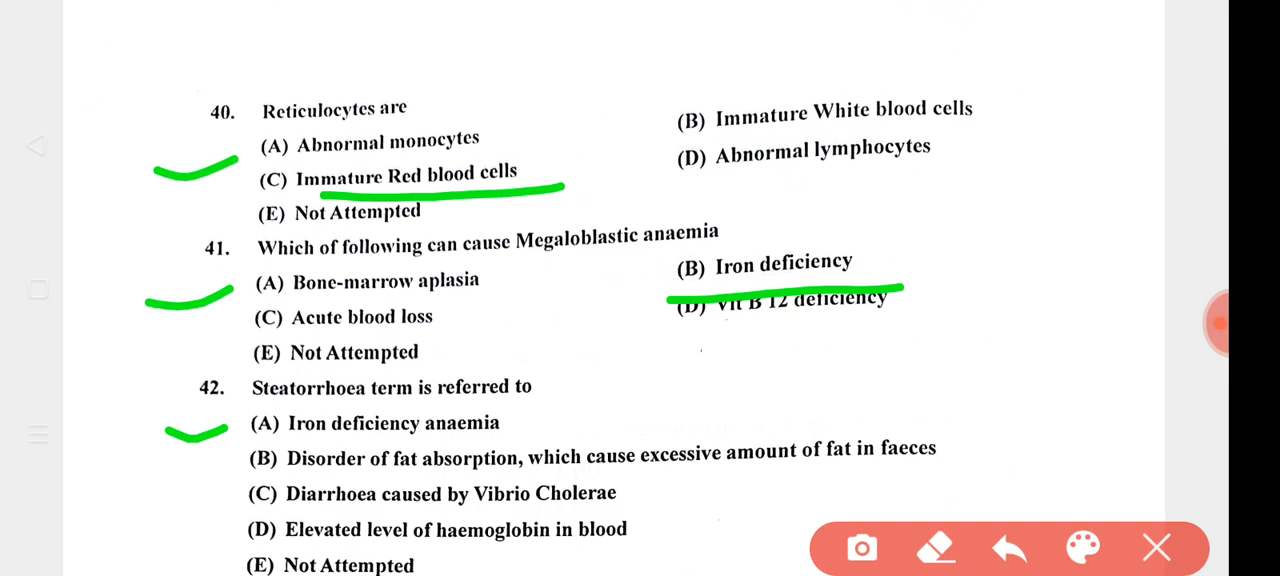 40. Reticulocytes are
(A) Abnormal monocytes (B) Immature White blood cells
(C) Immature Red blood cells (D) Abnormal lymphocytes
(E) Not Attempted
41. Which of following can cause Megaloblastic anaemia
(A) Bone-marrow aplasia (B) Iron deficiency
(C) Acute blood loss (D) Vit B 12 deficiency
(E) Not Attempted
42. Steatorrhoea term is referred to
(A) Iron deficiency anaemia
(B) Disorder of fat absorption, which cause excessive amount of fat in faeces
(C) Diarrhoea caused by Vibrio Cholerae
(D) Elevated level of haemoglobin in blood
(E) Not Attempted